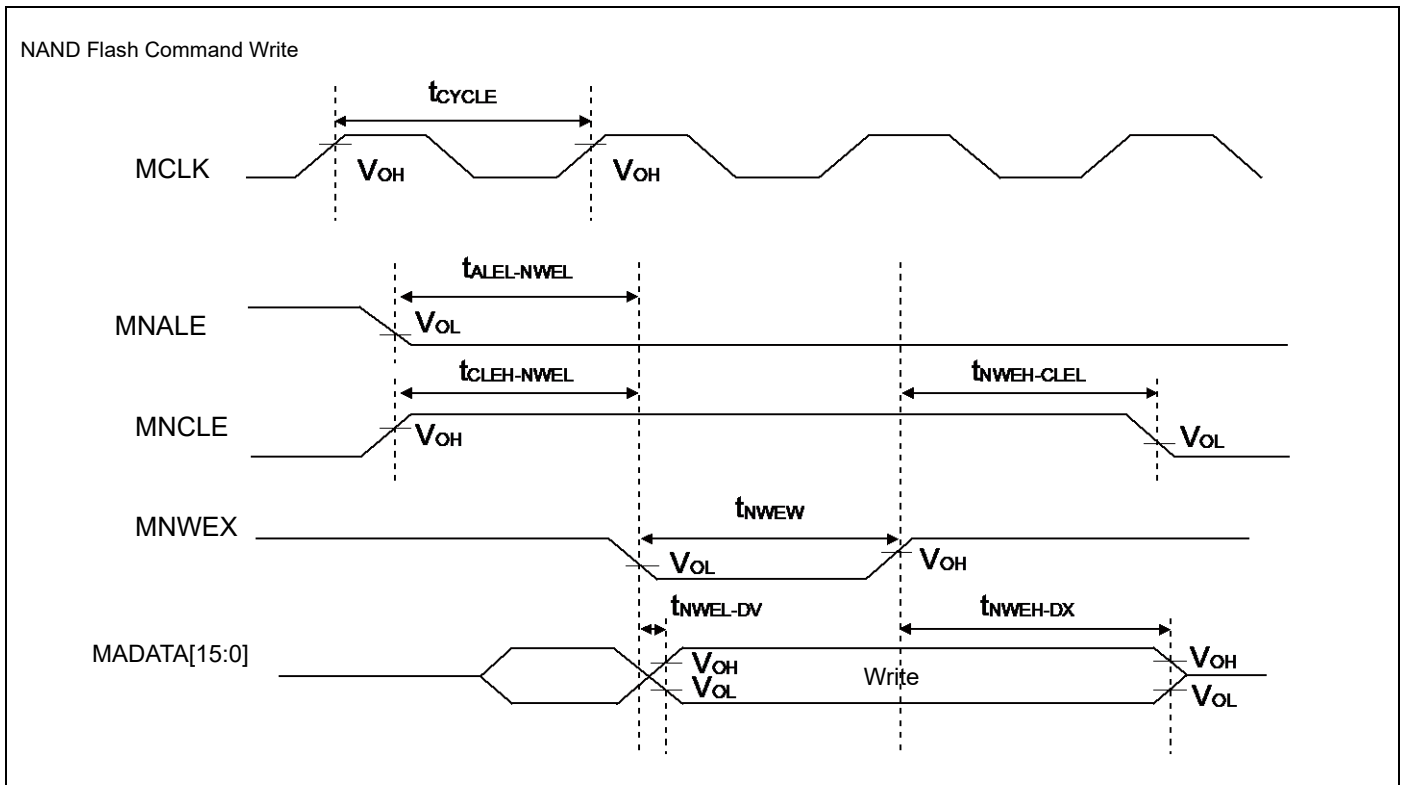 NAND Flash Command Write
tCYCLE
MCLK
VOH
VOH
tALEL-NWEL
MNALE
VOL
tCLEH-NWEL
tNWEH-CLEL
MNCLE
VOH
VOL
tNWEW
MNWEX
VOL
VOH
tNWEL-DV
tNWEH-DX
MADATA[15:0]
VOH
VOL
Write
VOH
VOL